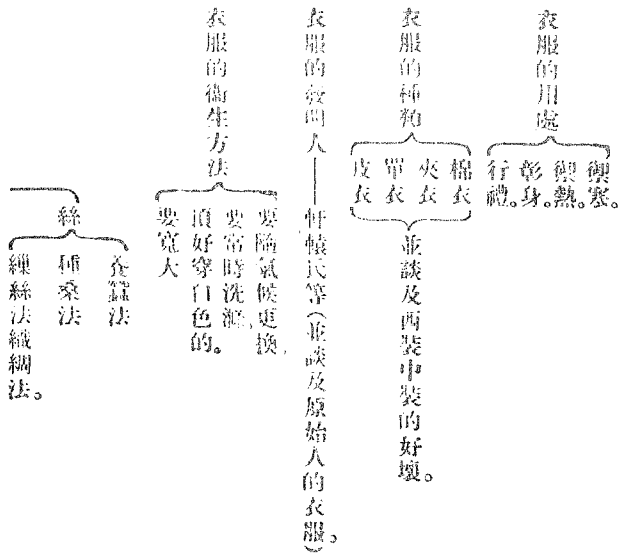 衣服的用處
禦寒。
禦熱。
彰身。
行禮。
衣服的種類
棉衣
夾衣
單衣
皮衣
並談及西裝中裝的好壞。
衣服的發明人——軒轅氏等(並談及原始人的衣服。)
衣服的衞生方法
要隨氣候更換,
要常時洗滌,
頂好穿白色的。
要寬大
絲
養蠶法
種桑法
繅絲法織綢法。